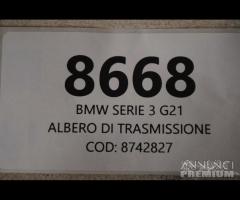 8668
BMW SERIE 3 G21
ALBERO DI TRASMISSIONE
COD: 8742827
ANNUNCI
PREMIUM